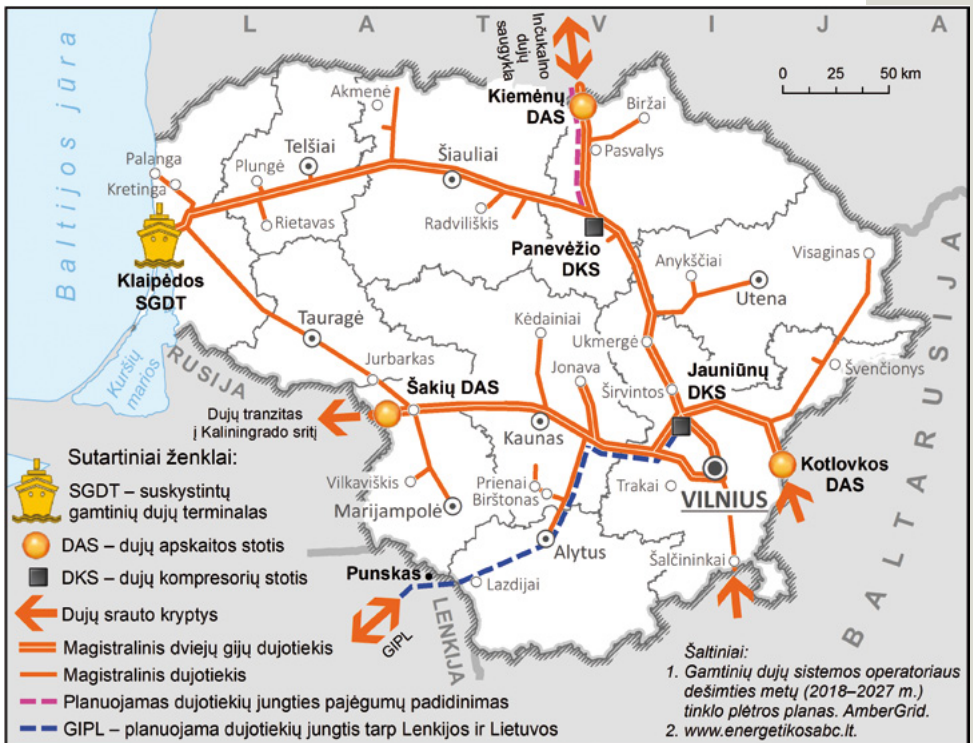 L A T V I J A
Baltijos jūra
Inčukalno
dujų
saugykla
0 25 50 km
Kiemėnų
DAS
Akmenė
Biržai
Pasvalys
Telšiai
Šiauliai
Palanga
Plungė
Kretinga
Rietavas
Radviliškis
Klaipėdos
SGDT
Panevėžio
DKS
Anykščiai
Visaginas
Utena
Tauragė
Kėdainiai
Ukmergė
RUSIJA
Kuršių
marios
Jurbarkas
Jonava
Jauniūnų
DKS
Širvintos
Švenčionys
Šakių DAS
Dujų tranzitas
į Kaliningrado sritį
Kaunas
Kotlovkos
DAS
BALTARUSIJA
Vilkaviškis
Prienai
Birštonas
Trakai
VILNIUS
Marijampolė
Alytus
Šalčininkai
Punskas
Lazdijai
GIPL
LENKIJA
Sutartiniai ženklai:
SGDT – suskystintų
gamtinių dujų terminalas
DAS – dujų apskaitos stotis
DKS – dujų kompresorių stotis
Dujų srauto kryptys
Magistralinis dviejų gijų dujotiekis
Magistralinis dujotiekis
Planuojamas dujotiekių jungties pajėgumų padidinimas
GIPL – planuojama dujotiekių jungtis tarp Lenkijos ir Lietuvos
Šaltiniai:
1. Gamtinių dujų sistemos operatoriaus
dešimties metų (2018–2027 m.)
tinklo plėtros planas. AmberGrid.
2. www.energetikosabc.lt.